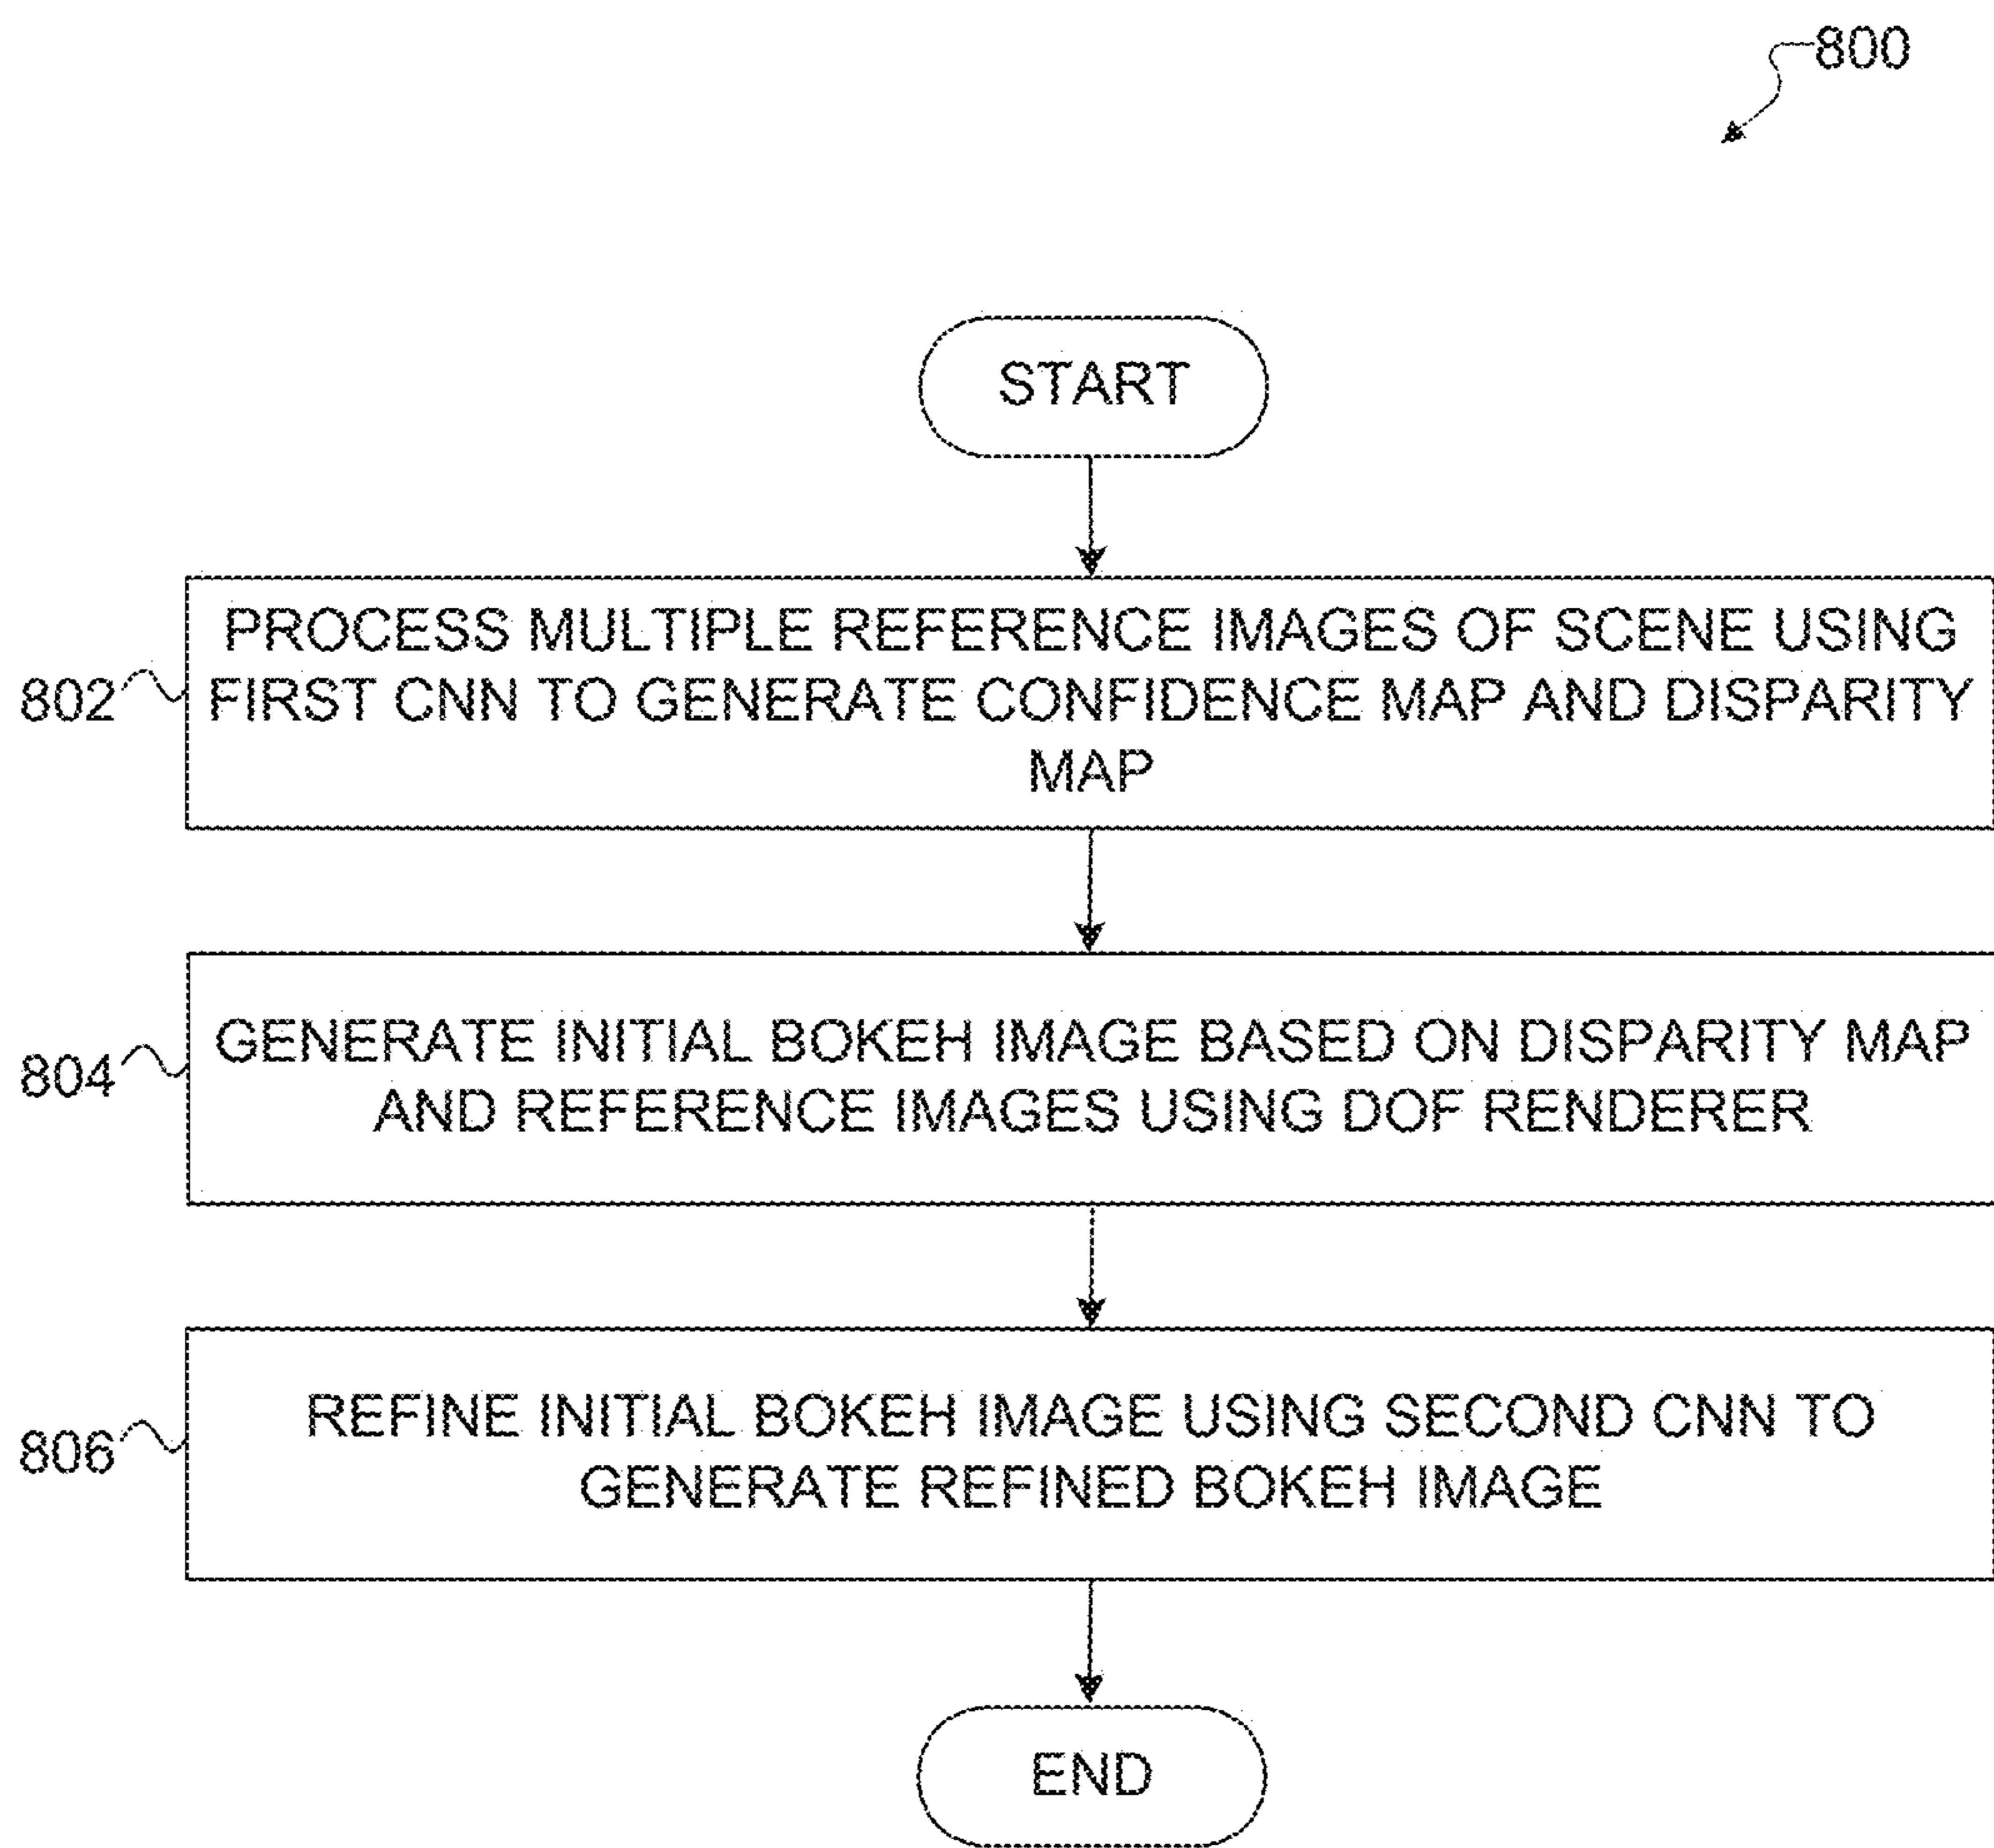 800
START
PROCESS MULTIPLE REFERENCE IMAGES OF SCENE USING
802
FIRST CNN TO GENERATE CONFIDENCE MAP AND DISPARITY
MAP
GENERATE INITIAL BOKEH IMAGE BASED ON DISPARITY MAP
804
AND REFERENCE IMAGES USING DOF RENDERER
REFINE INITIAL BOKEH IMAGE USING SECOND CNN TO
806
GENERATE REFINED BOKEH IMAGE
END